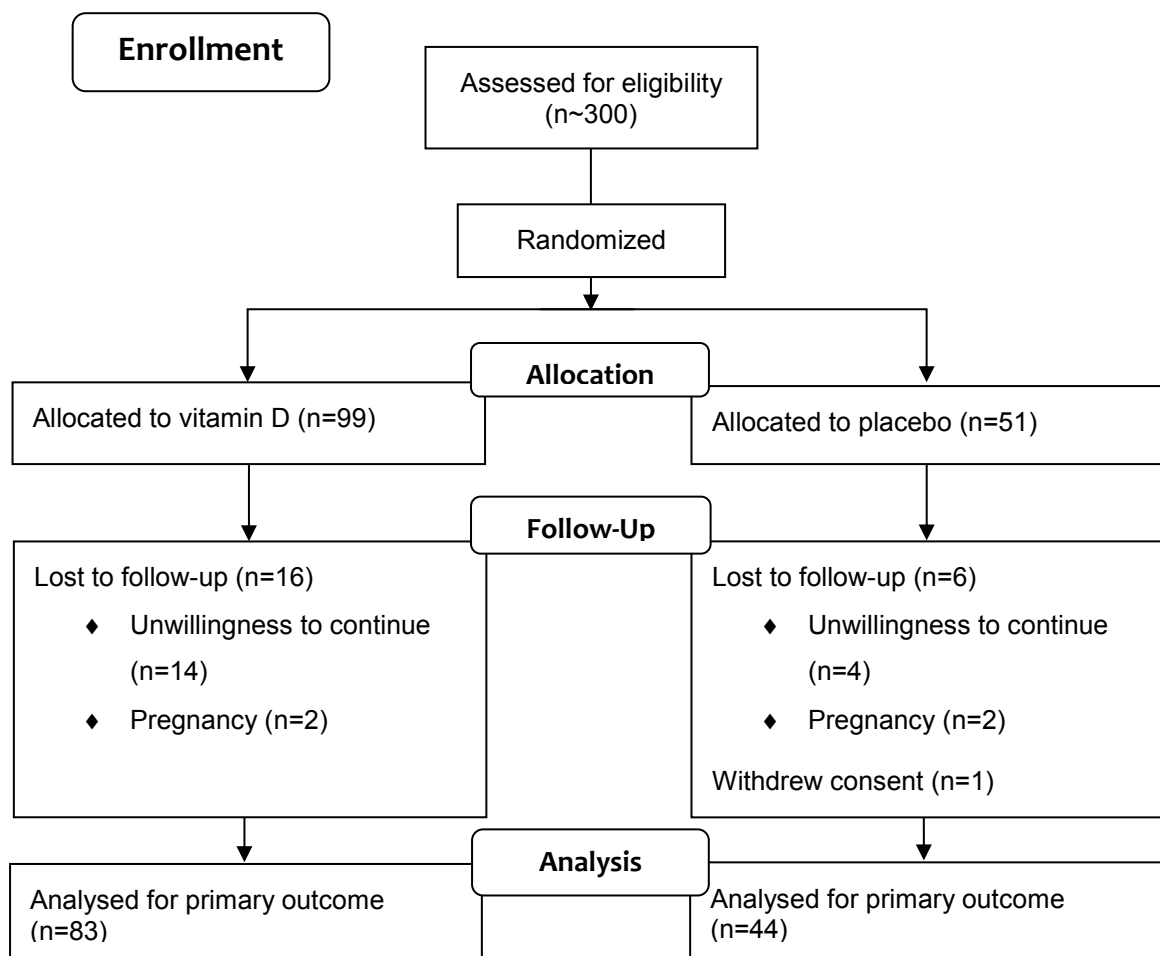 Enrollment
Assessed for eligibility
(n~300)
Randomized
Allocation
Allocated to vitamin D (n=99)
Allocated to placebo (n=51)
Follow-Up
Lost to follow-up (n=16)
♦ Unwillingness to continue
(n=14)
♦ Pregnancy (n=2)
Lost to follow-up (n=6)
♦ Unwillingness to continue
(n=4)
♦ Pregnancy (n=2)
Withdrew consent (n=1)
Analysis
Analysed for primary outcome
(n=83)
Analysed for primary outcome
(n=44)